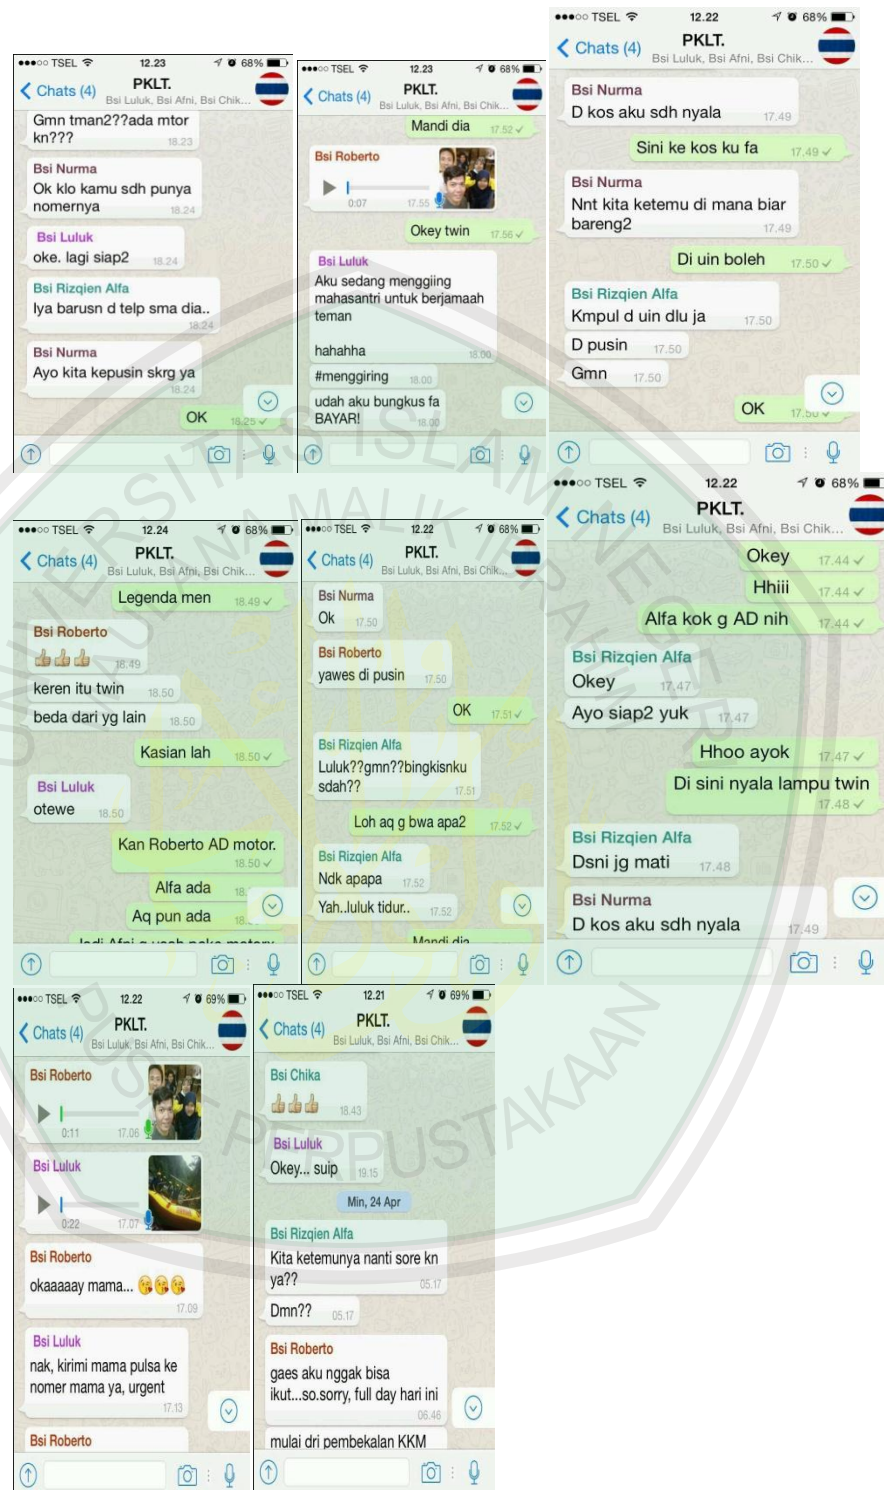 TSEL 12.23 68%
Chats (4) PKLT.
Bsi Luluk, Bsi Afni, Bsi Chik...
Gmn tman2??ada mtor
kn??? 18.23
Bsi Nurma
Ok klo kamu sdh punya
nomernya 18.24
Bsi Luluk
oke. lagi siap2 18.24
Bsi Rizqien Alfa
Iya barusn d telp sma dia..
18.24
Bsi Nurma
Ayo kita kepusin skrg ya
18.24
OK 18.25
TSEL 12.23 68%
Chats (4) PKLT.
Bsi Luluk, Bsi Afni, Bsi Chik...
Mandi dia 17.52
Bsi Roberto
0:07 17.55
Okey twin 17.56
Bsi Luluk
Aku sedang menggiing
mahasantri untuk berjamaah
teman
hahahha 18.00
#menggiring 18.00
udah aku bungkus fa
BAYAR! 18.00
TSEL 12.22 68%
Chats (4) PKLT.
Bsi Luluk, Bsi Afni, Bsi Chik...
Bsi Nurma
D kos aku sdh nyala 17.49
Sini ke kos ku fa 17.49
Bsi Nurma
Nnt kita ketemu di mana biar
bareng2 17.49
Di uin boleh 17.50
Bsi Rizqien Alfa
Kmpul d uin dlu ja 17.50
D pusin 17.50
Gmn 17.50
OK 17.50
TSEL 12.24 68%
Chats (4) PKLT.
Bsi Luluk, Bsi Afni, Bsi Chik...
Legenda men 18.49
Bsi Roberto
👍👍👍 18.49
keren itu twin 18.50
beda dari yg lain 18.50
Kasian lah 18.50
Bsi Luluk
otewe 18.50
Kan Roberto AD motor.
18.50
Alfa ada 18.
Aq pun ada 18.
Jadi Afni g usah pake motorx
TSEL 12.22 68%
Chats (4) PKLT.
Bsi Luluk, Bsi Afni, Bsi Chik...
Bsi Nurma
Ok 17.50
Bsi Roberto
yawes di pusin 17.50
OK 17.51
Bsi Rizqien Alfa
Luluk??gmn??bingkisnku
sdah?? 17.51
Loh aq g bwa apa2 17.52
Bsi Rizqien Alfa
Ndk apapa 17.52
Yah..luluk tidur.. 17.52
Mandi dia
TSEL 12.22 68%
Chats (4) PKLT.
Bsi Luluk, Bsi Afni, Bsi Chik...
Okey 17.44
Hhiii 17.44
Alfa kok g AD nih 17.44
Bsi Rizqien Alfa
Okey 17.47
Ayo siap2 yuk 17.47
Hhoo ayok 17.47
Di sini nyala lampu twin
17.48
Bsi Rizqien Alfa
Dsni jg mati 17.48
Bsi Nurma
D kos aku sdh nyala 17.49
TSEL 12.22 69%
Chats (4) PKLT.
Bsi Luluk, Bsi Afni, Bsi Chik...
Bsi Roberto
0:11 17.06
Bsi Luluk
0:22 17.07
Bsi Roberto
okaaaaay mama... 😘😘😘
17.09
Bsi Luluk
nak, kirimi mama pulsa ke
nomer mama ya, urgent
17.13
Bsi Roberto
TSEL 12.21 69%
Chats (4) PKLT.
Bsi Luluk, Bsi Afni, Bsi Chik...
Bsi Chika
👍👍👍 18.43
Bsi Luluk
Okey... suip 19.15
Min, 24 Apr
Bsi Rizqien Alfa
Kita ketemunya nanti sore kn
ya?? 05.17
Dmn?? 05.17
Bsi Roberto
gaes aku nggak bisa
ikut...so.sorry, full day hari ini
06.46
mulai dri pembekalan KKM
PUSAT PERPUSTAKAAN